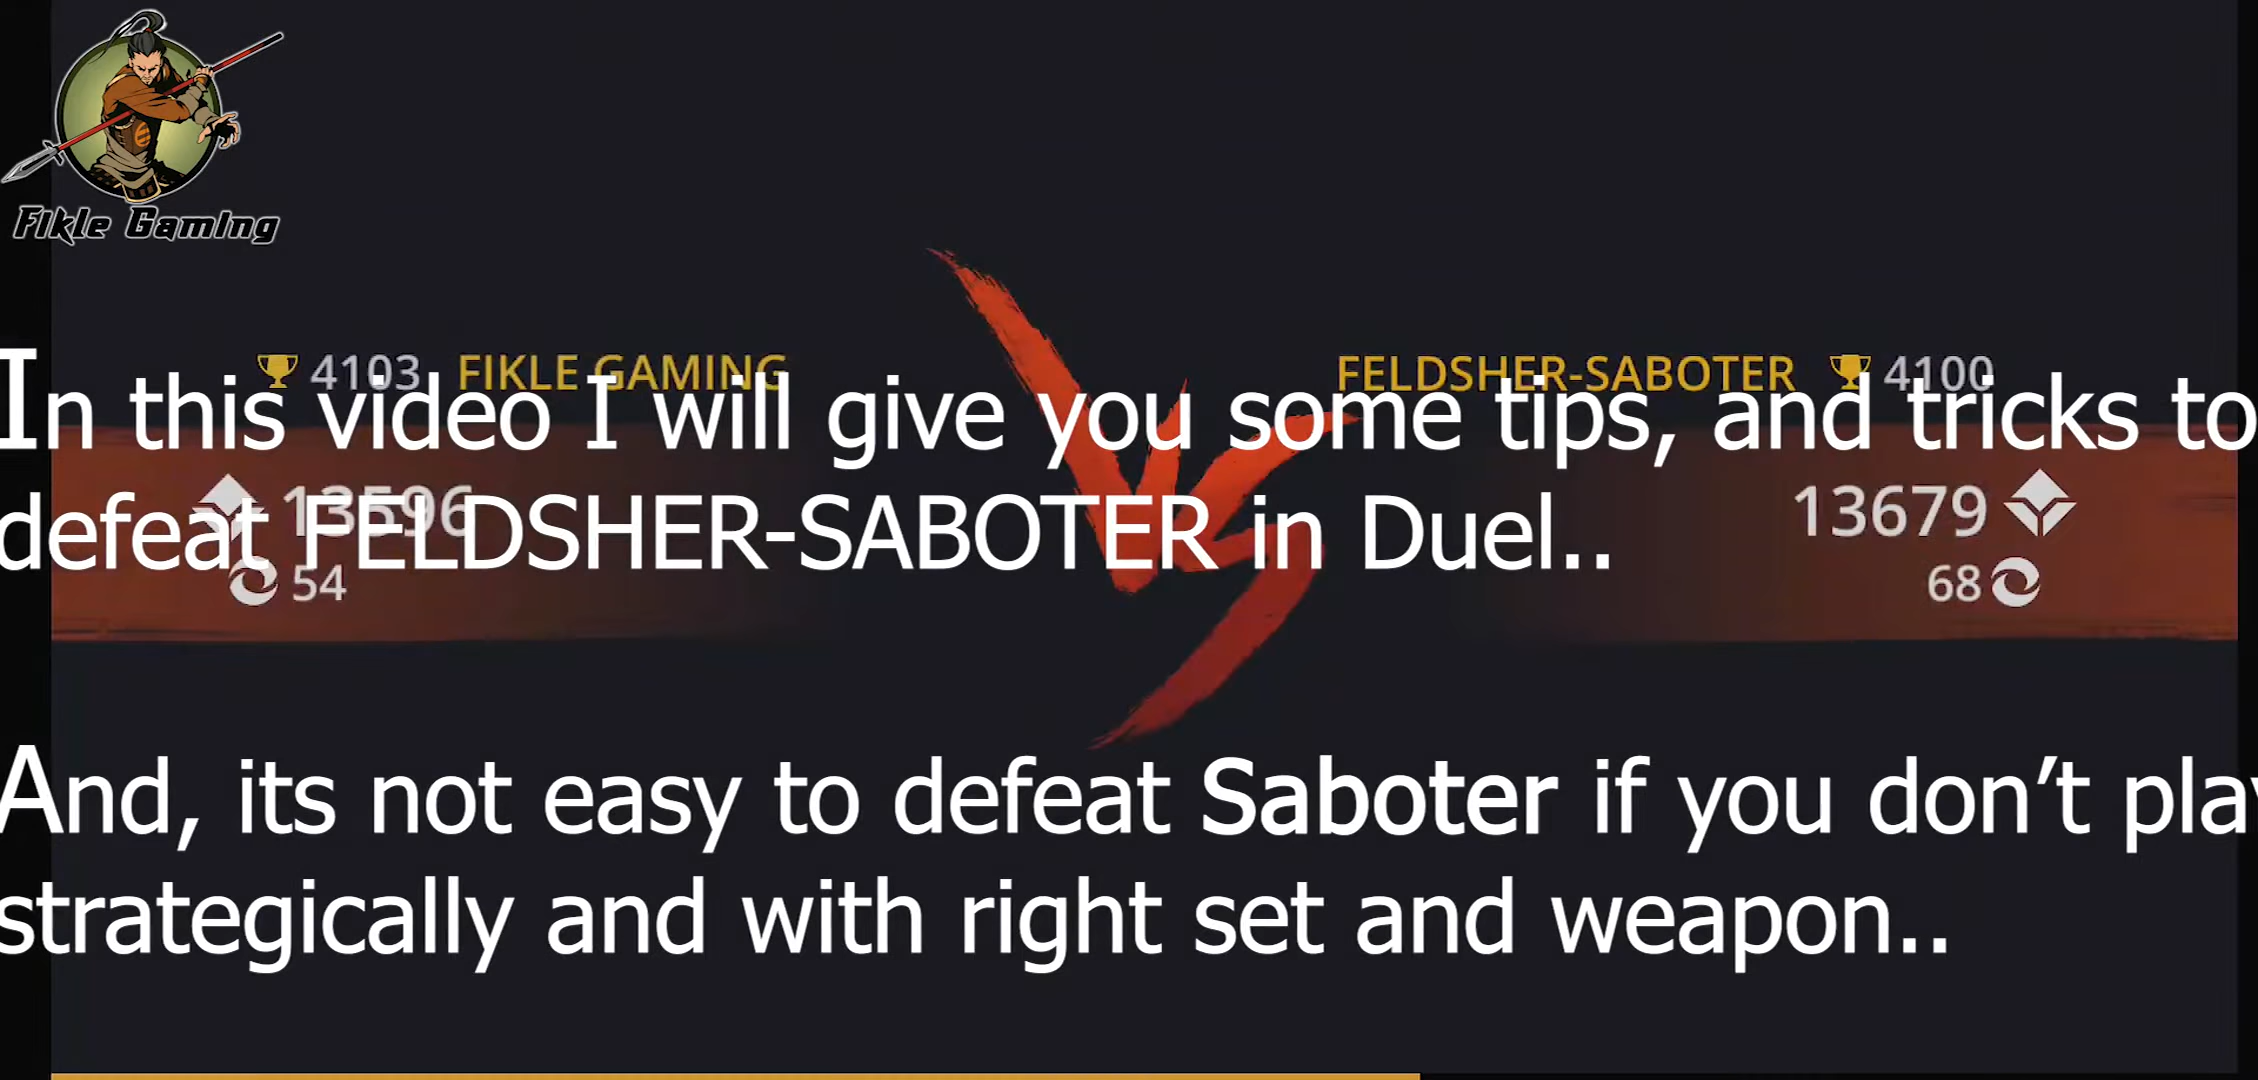 Fikle Gaming
4103 FIKLE GAMING
FELDSHER-SABOTER 4100
In this video I will give you some tips, and tricks to
13596
13679
defeat FELDSHER-SABOTER in Duel..
54
68
And, its not easy to defeat Saboter if you don’t play
strategically and with right set and weapon..